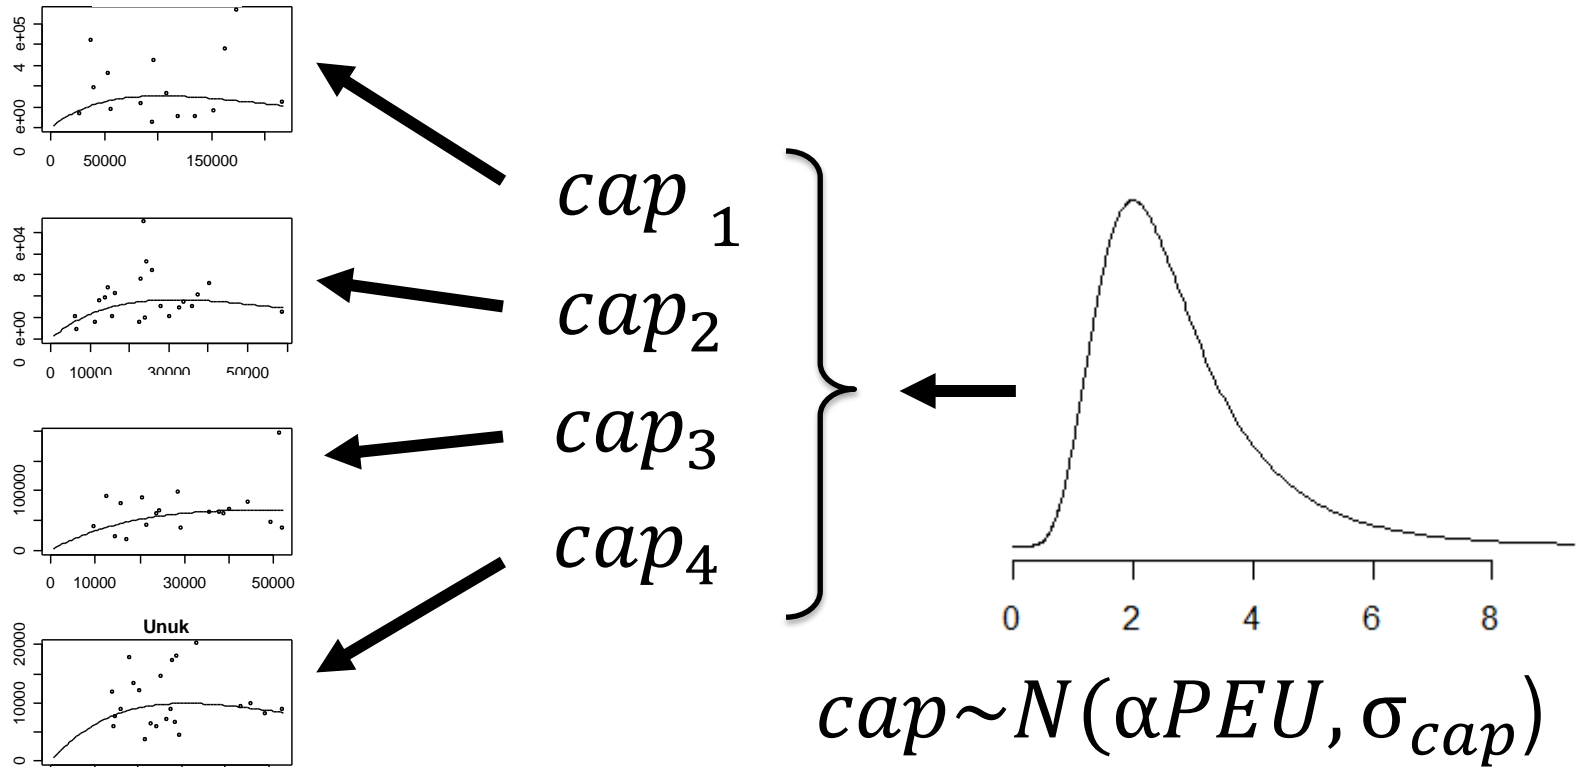 0 e+00 4 e+05
0 50000 150000
0 e+00 8 e+04
0 10000 30000 50000
0 100000
0 10000 30000 50000
Unuk
0 10000 20000
cap 1
cap2
cap3
cap4
0 2 4 6 8
cap~N(αPEU, σcap)